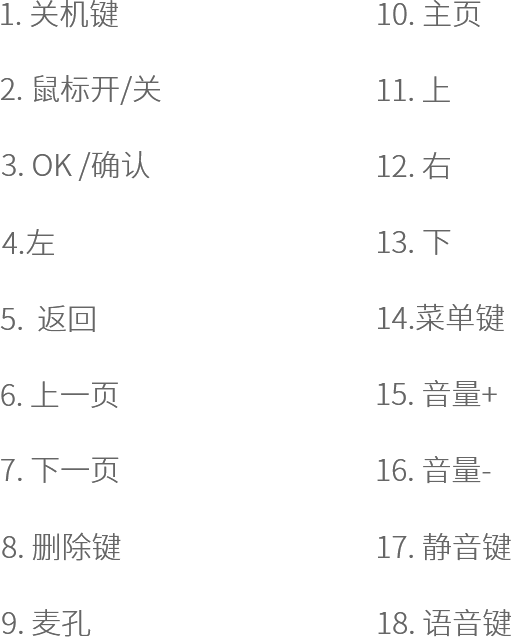 1. 关机键
2. 鼠标开/关
3. OK /确认
4.左
5. 返回
6. 上一页
7. 下一页
8. 删除键
9. 麦孔
10. 主页
11. 上
12. 右
13. 下
14.菜单键
15. 音量+
16. 音量-
17. 静音键
18. 语音键